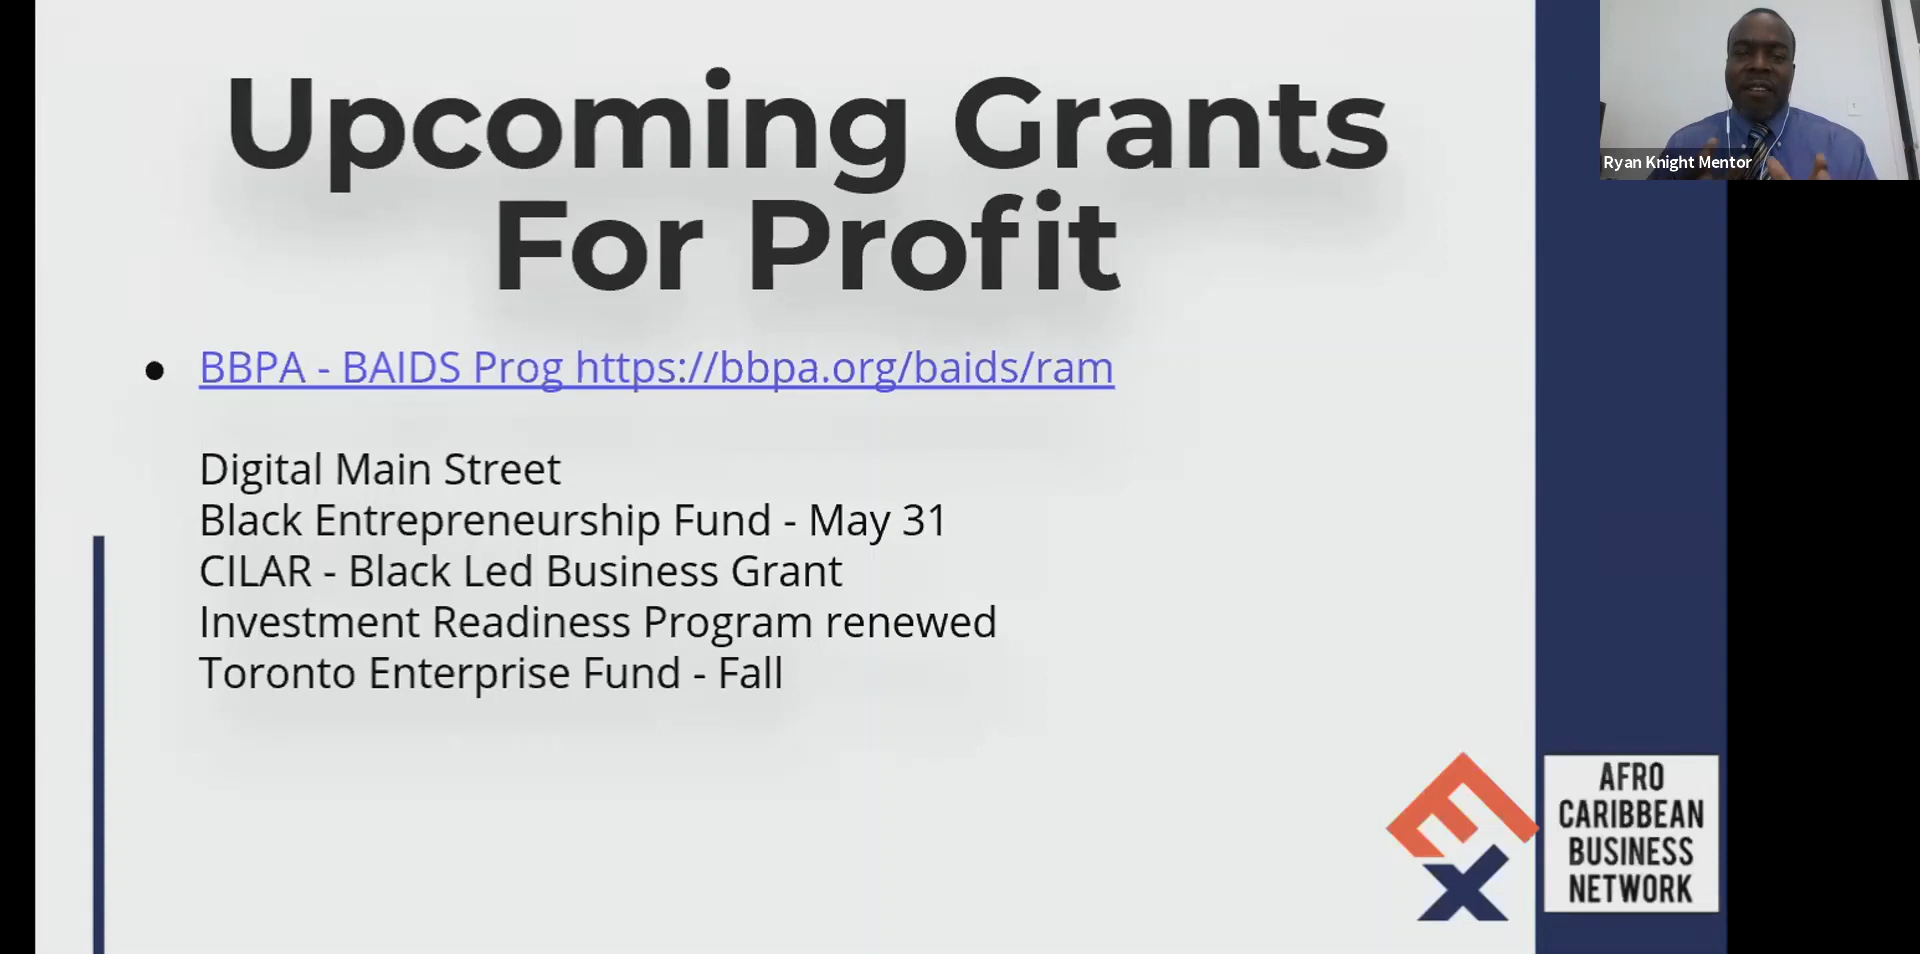 Upcoming Grants
For Profit
BBPA - BAIDS Prog https://bbpa.org/baids/ram
Digital Main Street
Black Entrepreneurship Fund - May 31
CILAR - Black Led Business Grant
Investment Readiness Program renewed
Toronto Enterprise Fund - Fall
Ryan Knight Mentor
AFRO
CARIBBEAN
BUSINESS
NETWORK